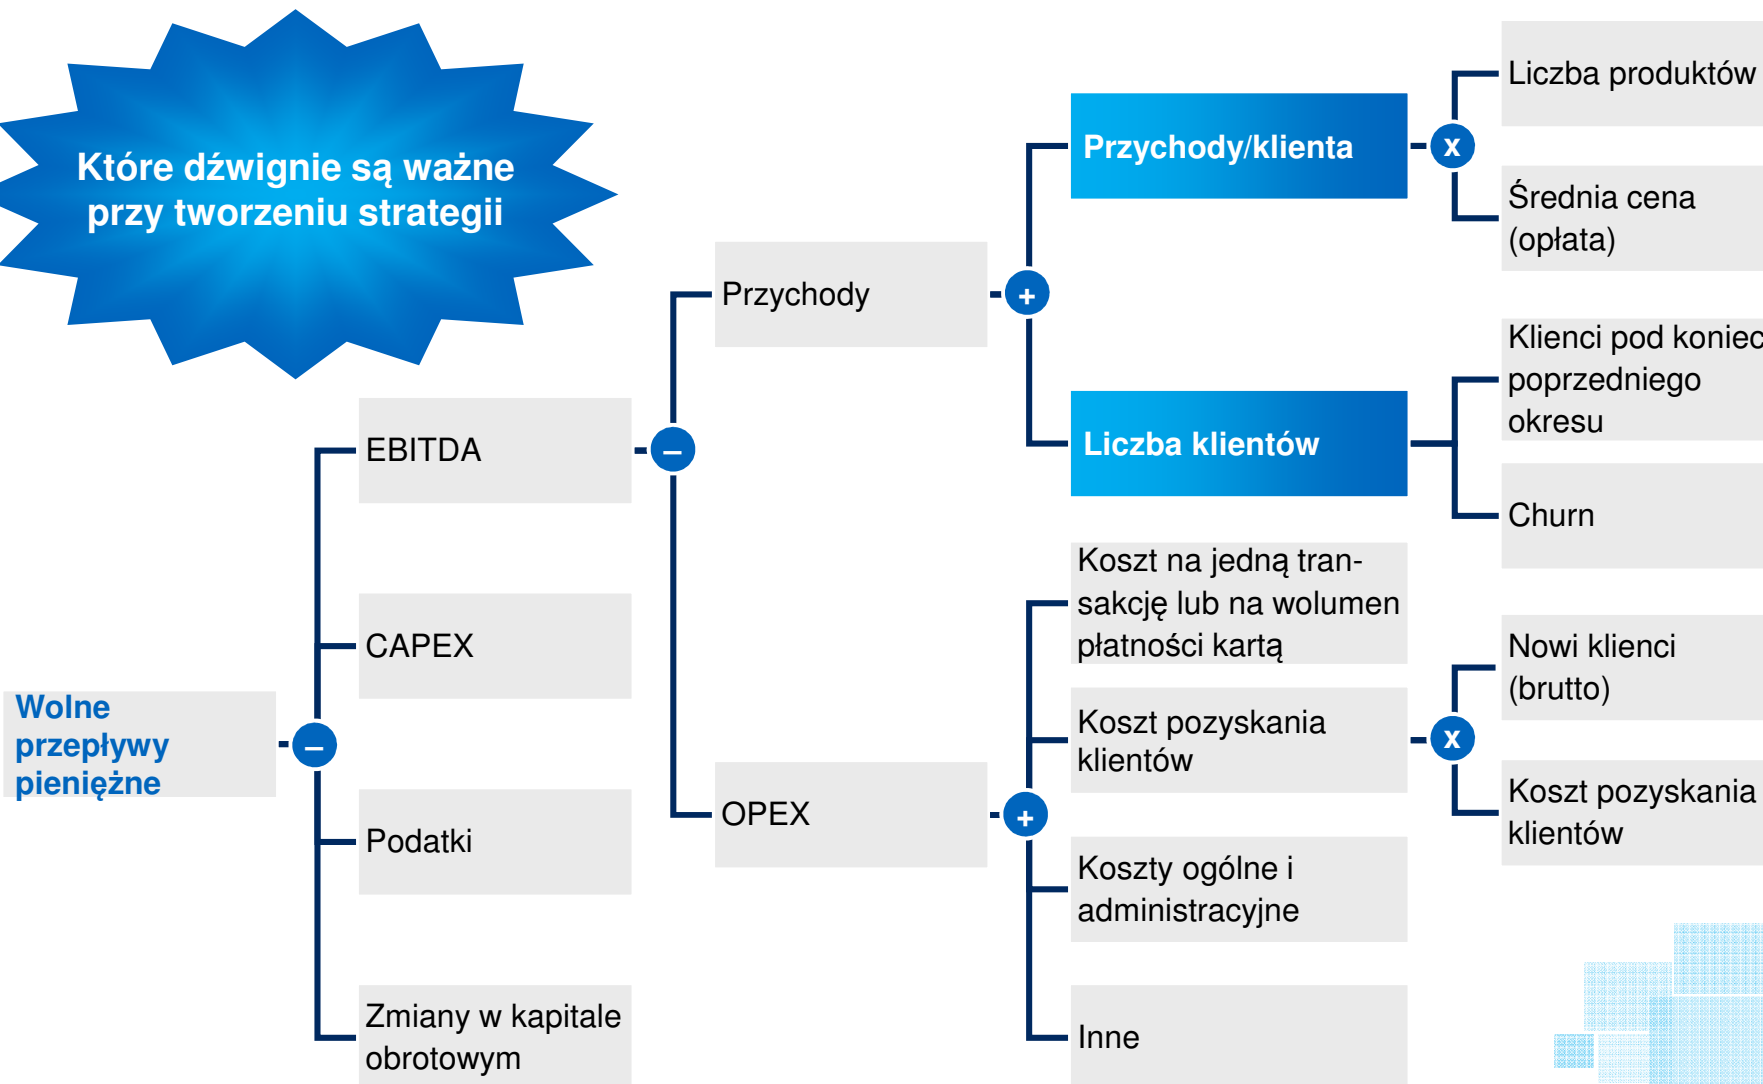 Które dźwignie są ważne
przy tworzeniu strategii
Wolne
przepływy
pieniężne
–
EBITDA
CAPEX
Podatki
Zmiany w kapitale
obrotowym
–
Przychody
OPEX
+
Przychody/klienta
Liczba klientów
+
Koszt na jedną tran-
sakcję lub na wolumen
płatności kartą
Koszt pozyskania
klientów
Koszty ogólne i
administracyjne
Inne
x
Liczba produktów
Średnia cena
(opłata)
Klienci pod koniec
poprzedniego
okresu
Churn
x
Nowi klienci
(brutto)
Koszt pozyskania
klientów